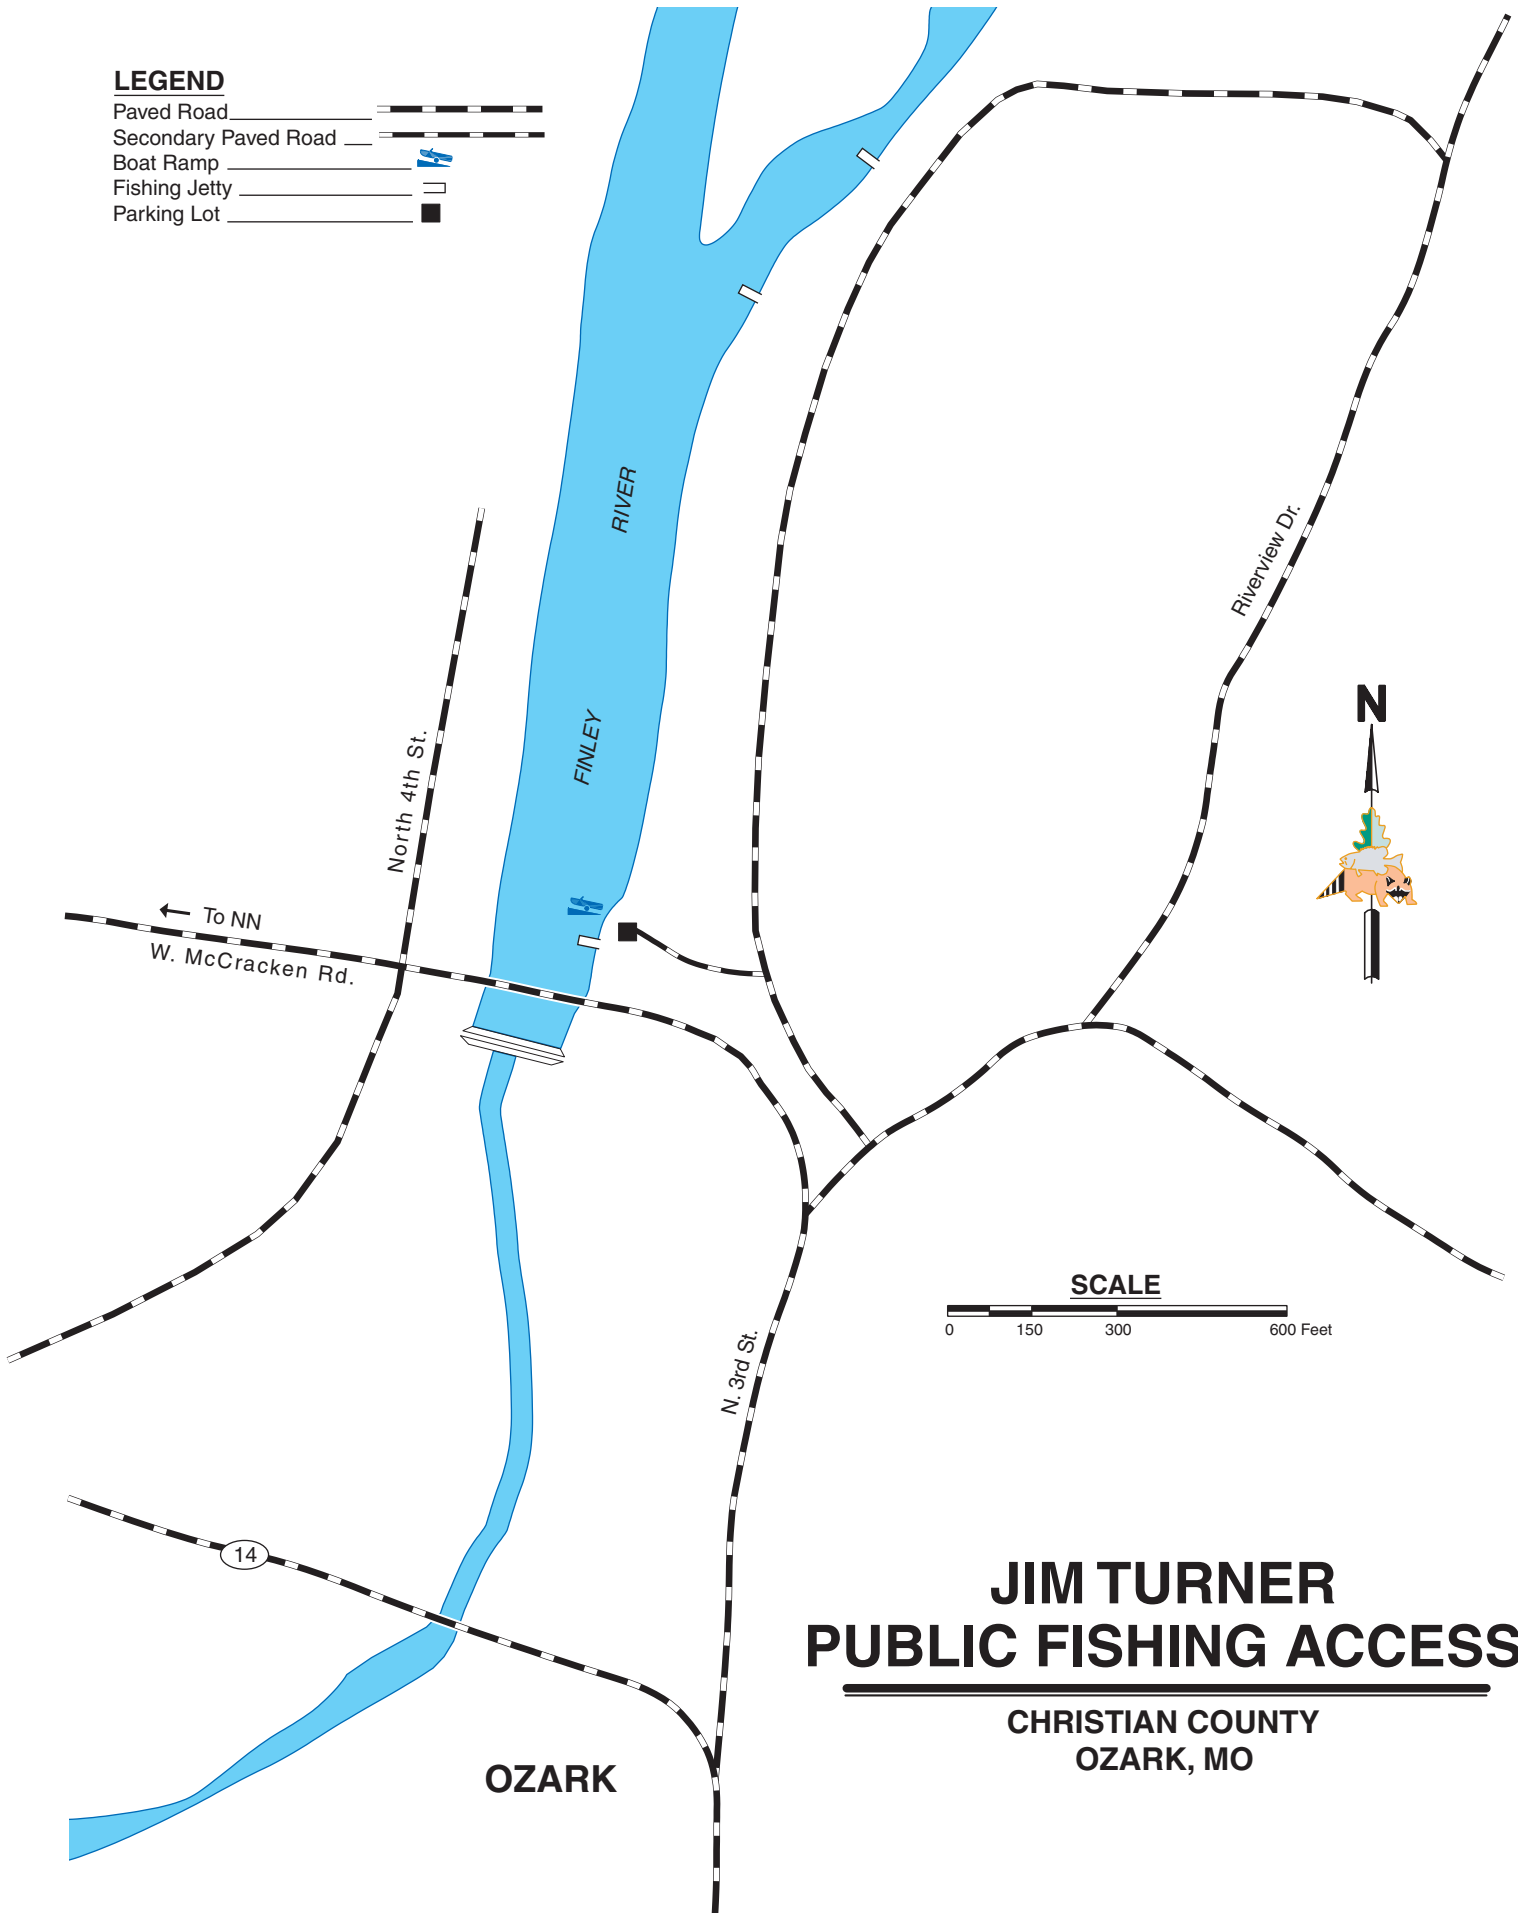 LEGEND
Paved Road
Secondary Paved Road
Boat Ramp
Fishing Jetty
Parking Lot
RIVER
FINLEY
Riverview Dr.
N
North 4th St.
To NN
W. McCracken Rd.
SCALE
0 150 300 600 Feet
N. 3rd St.
14
JIM TURNER
PUBLIC FISHING ACCESS
CHRISTIAN COUNTY
OZARK, MO
OZARK